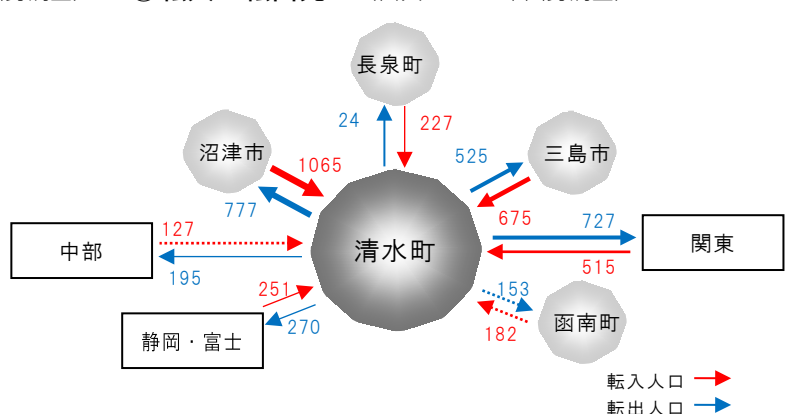 長泉町
24
227
沼津市
1065
777
525
三島市
675
中部
127
195
清水町
727
515
関東
251
270
静岡・富士
153
182
函南町
転入人口
転出人口